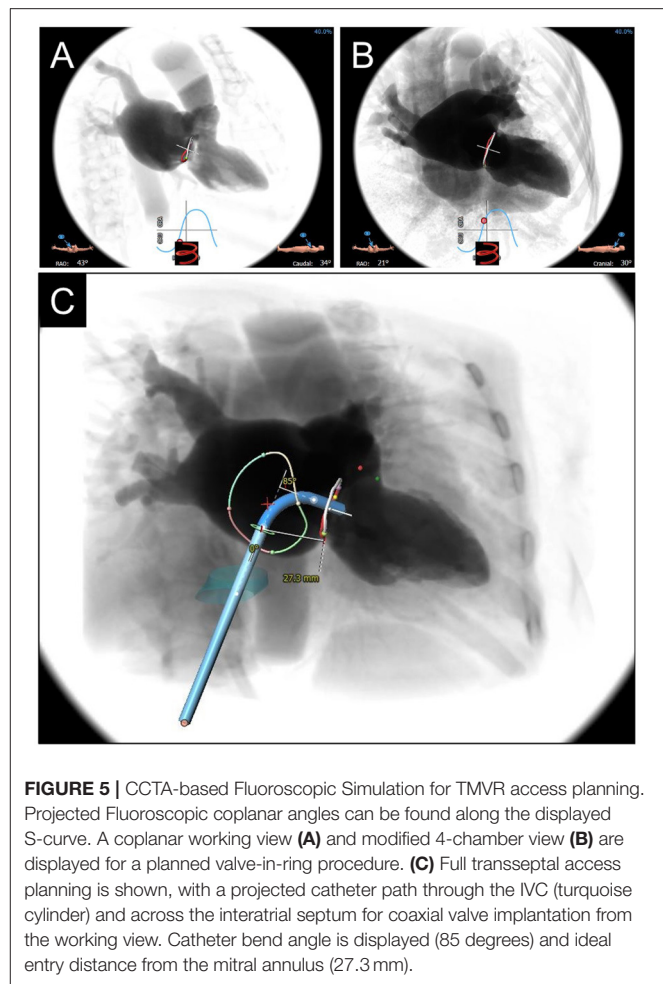 A
40.0%
RAO: 43°
Caudal: 34°
B
40.0%
RAO: 21°
Cranial: 30°
C
85°
0°
27.3 mm
FIGURE 5 | CCTA-based Fluoroscopic Simulation for TMVR access planning.
Projected Fluoroscopic coplanar angles can be found along the displayed
S-curve. A coplanar working view (A) and modified 4-chamber view (B) are
displayed for a planned valve-in-ring procedure. (C) Full transseptal access
planning is shown, with a projected catheter path through the IVC (turquoise
cylinder) and across the interatrial septum for coaxial valve implantation from
the working view. Catheter bend angle is displayed (85 degrees) and ideal
entry distance from the mitral annulus (27.3 mm).